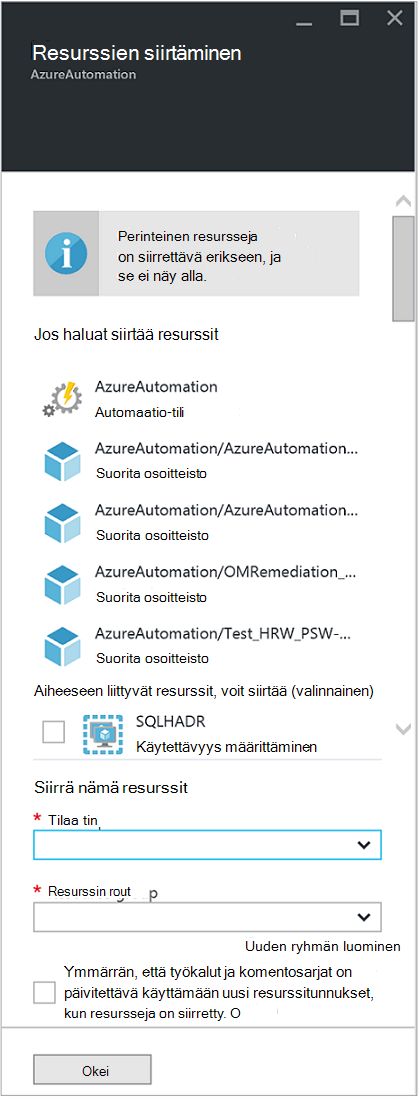 Resurssien siirtäminen
AzureAutomation
Perinteinen resursseja
on siirrettävä erikseen, ja
se ei näy alla.
Jos haluat siirtää resurssit
AzureAutomation
Automaatio-tili
AzureAutomation/AzureAutomation...
Suorita osoitteisto
AzureAutomation/AzureAutomation...
Suorita osoitteisto
AzureAutomation/OMRemediation_...
Suorita osoitteisto
AzureAutomation/Test_HRW_PSW-...
Suorita osoitteisto
Aiheeseen liittyvät resurssit, voit siirtää (valinnainen)
SQLHADR
Käytettävyys määrittäminen
Siirrä nämä resurssit
* Tilaa tin
* Resurssin rout
Uuden ryhmän luominen
Ymmärrän, että työkalut ja komentosarjat on
päivitettävä käyttämään uusi resurssitunnukset,
kun resursseja on siirretty. O
Okei